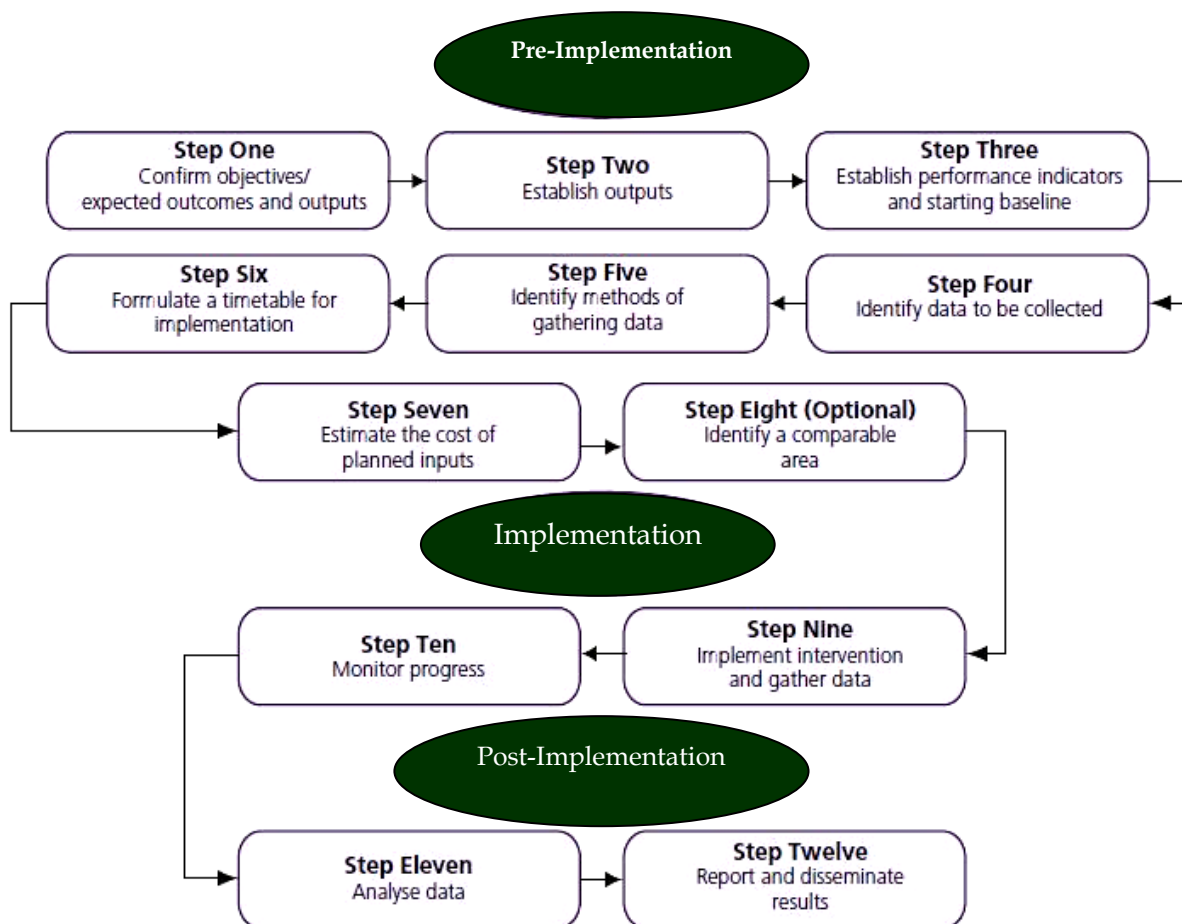 Pre-Implementation
Step One
Confirm objectives/
expected outcomes and outputs
Step Two
Establish outputs
Step Three
Establish performance indicators
and starting baseline
Step Four
Identify data to be collected
Step Five
Identify methods of
gathering data
Step Six
Formulate a timetable for
implementation
Step Seven
Estimate the cost of
planned inputs
Step Eight (Optional)
Identify a comparable
area
Implementation
Step Nine
Implement intervention
and gather data
Step Ten
Monitor progress
Post-Implementation
Step Eleven
Analyse data
Step Twelve
Report and disseminate
results